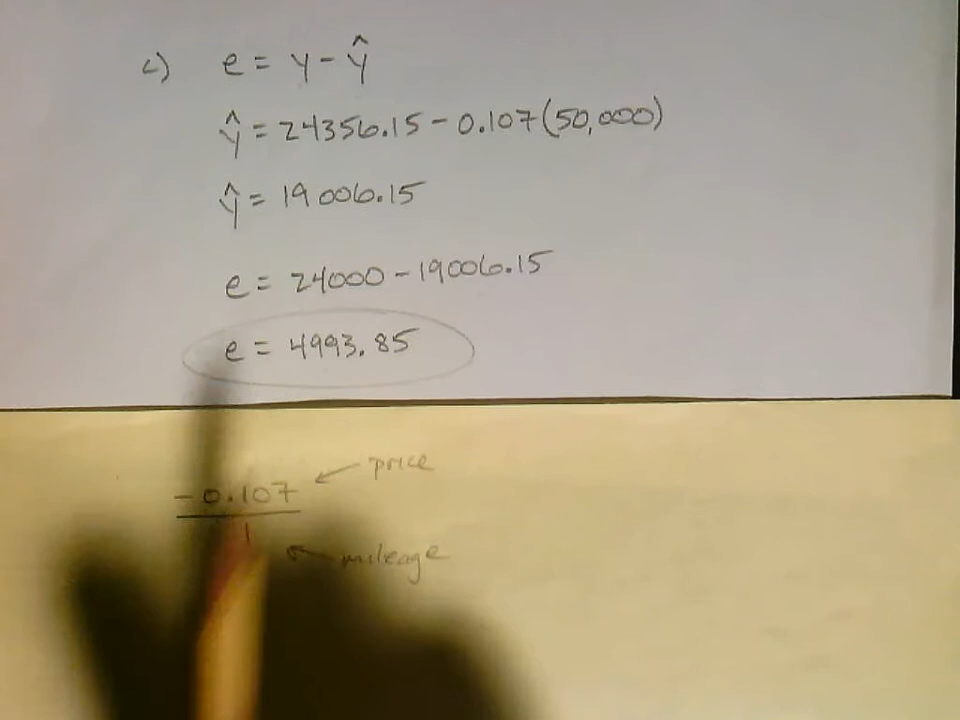 c) e = y - ŷ
ŷ = 24356.15 - 0.107(50,000)
ŷ = 19006.15
e = 24000 - 19006.15
e = 4993.85
price
-0.107
1
mileage